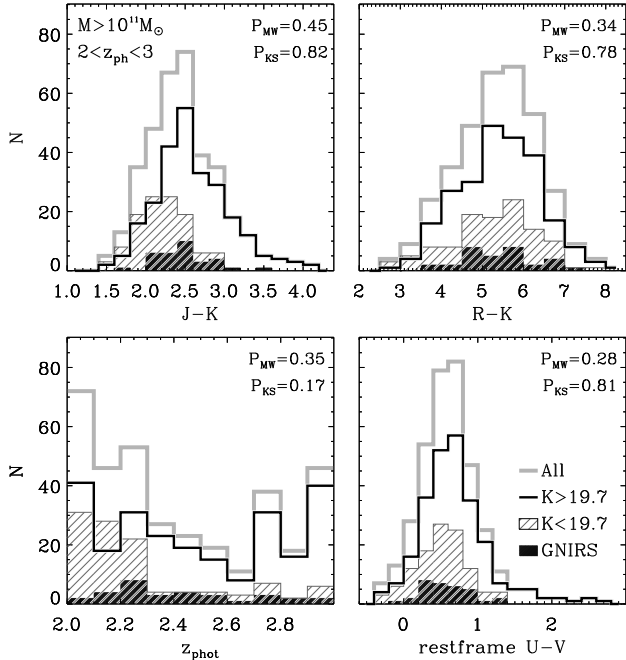 M>10¹¹M☉
2<z_ph<3
P_MW=0.45
P_KS=0.82
P_MW=0.34
P_KS=0.78
N
80
60
40
20
0
1.0 1.5 2.0 2.5 3.0 3.5 4.0
J−K
2 3 4 5 6 7 8
R−K
P_MW=0.35
P_KS=0.17
P_MW=0.28
P_KS=0.81
N
80
60
40
20
0
All
K>19.7
K<19.7
GNIRS
2.0 2.2 2.4 2.6 2.8
z_phot
0 1 2
restframe U−V